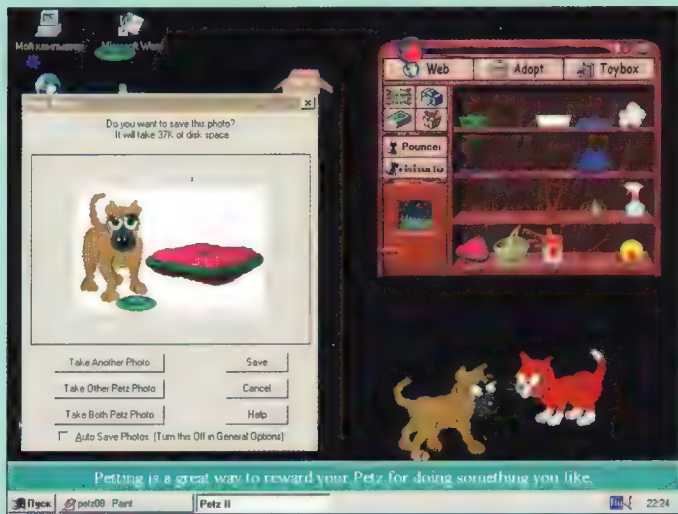 Мой компьютер
Microsoft Word
Web
Adopt
Toybox
Do you want to save this photo?
It will take 37K of disk space
Pouncer
Take Another Photo
Save
Take Other Petz Photo
Cancel
Take Both Petz Photo
Help
Auto Save Photos (Turn this Off in General Options)
Petting is a great way to reward your Petz for doing something you like.
Пуск
petz08 Paint
Petz II
22:24